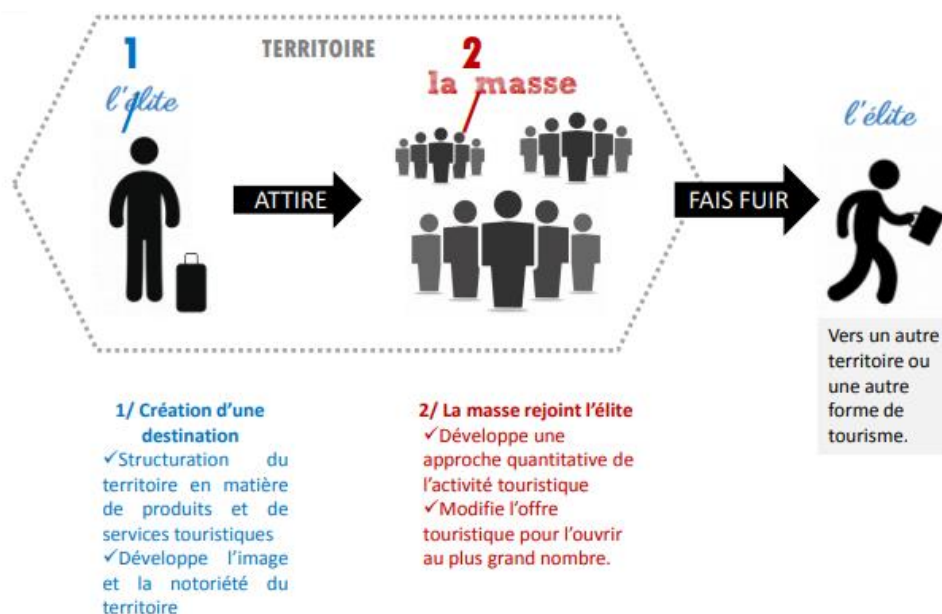 TERRITOIRE
1
l'élite
2
la masse
l'élite
ATTIRE
FAIS FUIR
Vers un autre
territoire ou
une autre
forme de
tourisme.
1/ Création d'une
destination
✓Structuration du
territoire en matière
de produits et de
services touristiques
✓Développe l'image
et la notoriété du
territoire
2/ La masse rejoint l'élite
✓Développe une
approche quantitative de
l'activité touristique
✓Modifie l'offre
touristique pour l'ouvrir
au plus grand nombre.